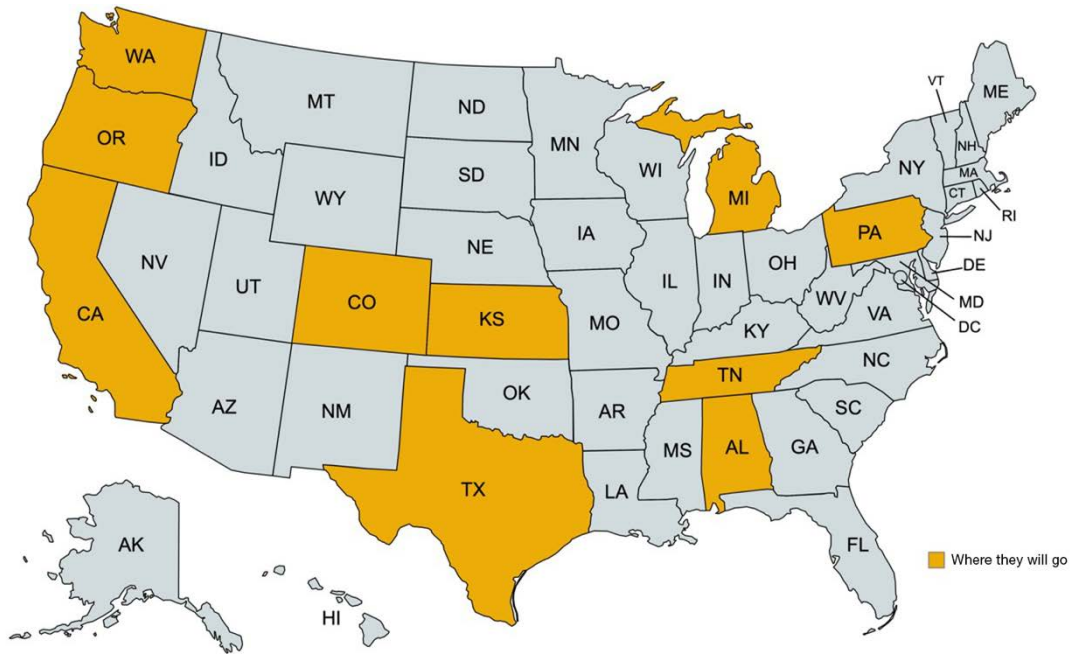 WA
OR
CA
NV
ID
MT
WY
UT
AZ
CO
NM
ND
SD
NE
KS
OK
TX
MN
IA
MO
AR
LA
WI
IL
MI
IN
OH
KY
TN
MS
AL
GA
FL
SC
NC
VA
WV
PA
NY
VT
NH
ME
MA
CT
RI
NJ
DE
MD
DC
AK
HI
Where they will go